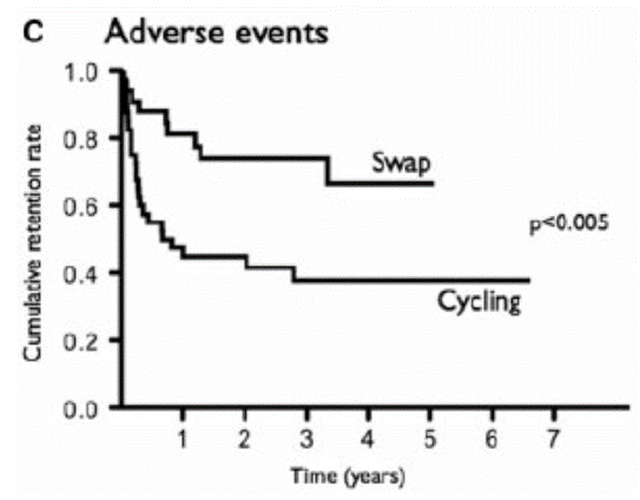 C Adverse events
Cumulative retention rate
1.0
0.8
0.6
0.4
0.2
0.0
Swap
p<0.005
Cycling
1 2 3 4 5 6 7
Time (years)